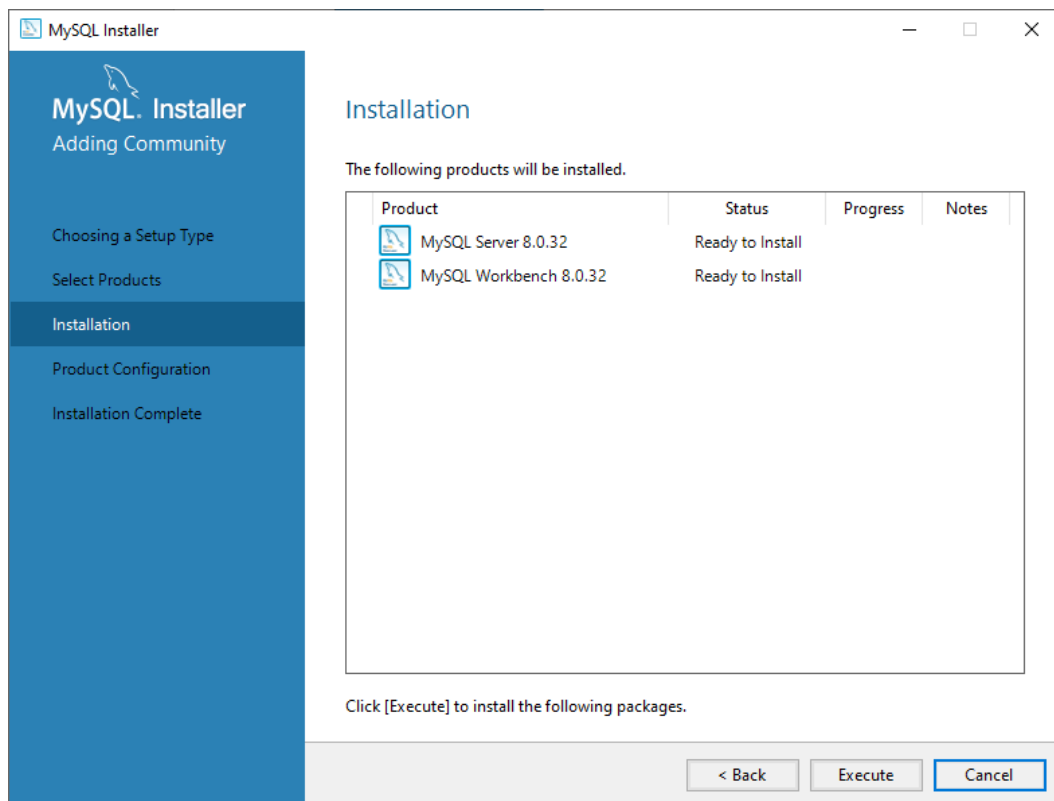 MySQL Installer
MySQL. Installer
Adding Community
Choosing a Setup Type
Select Products
Installation
Product Configuration
Installation Complete
Installation
The following products will be installed.
Product Status Progress Notes
MySQL Server 8.0.32 Ready to Install
MySQL Workbench 8.0.32 Ready to Install
Click [Execute] to install the following packages.
< Back Execute Cancel